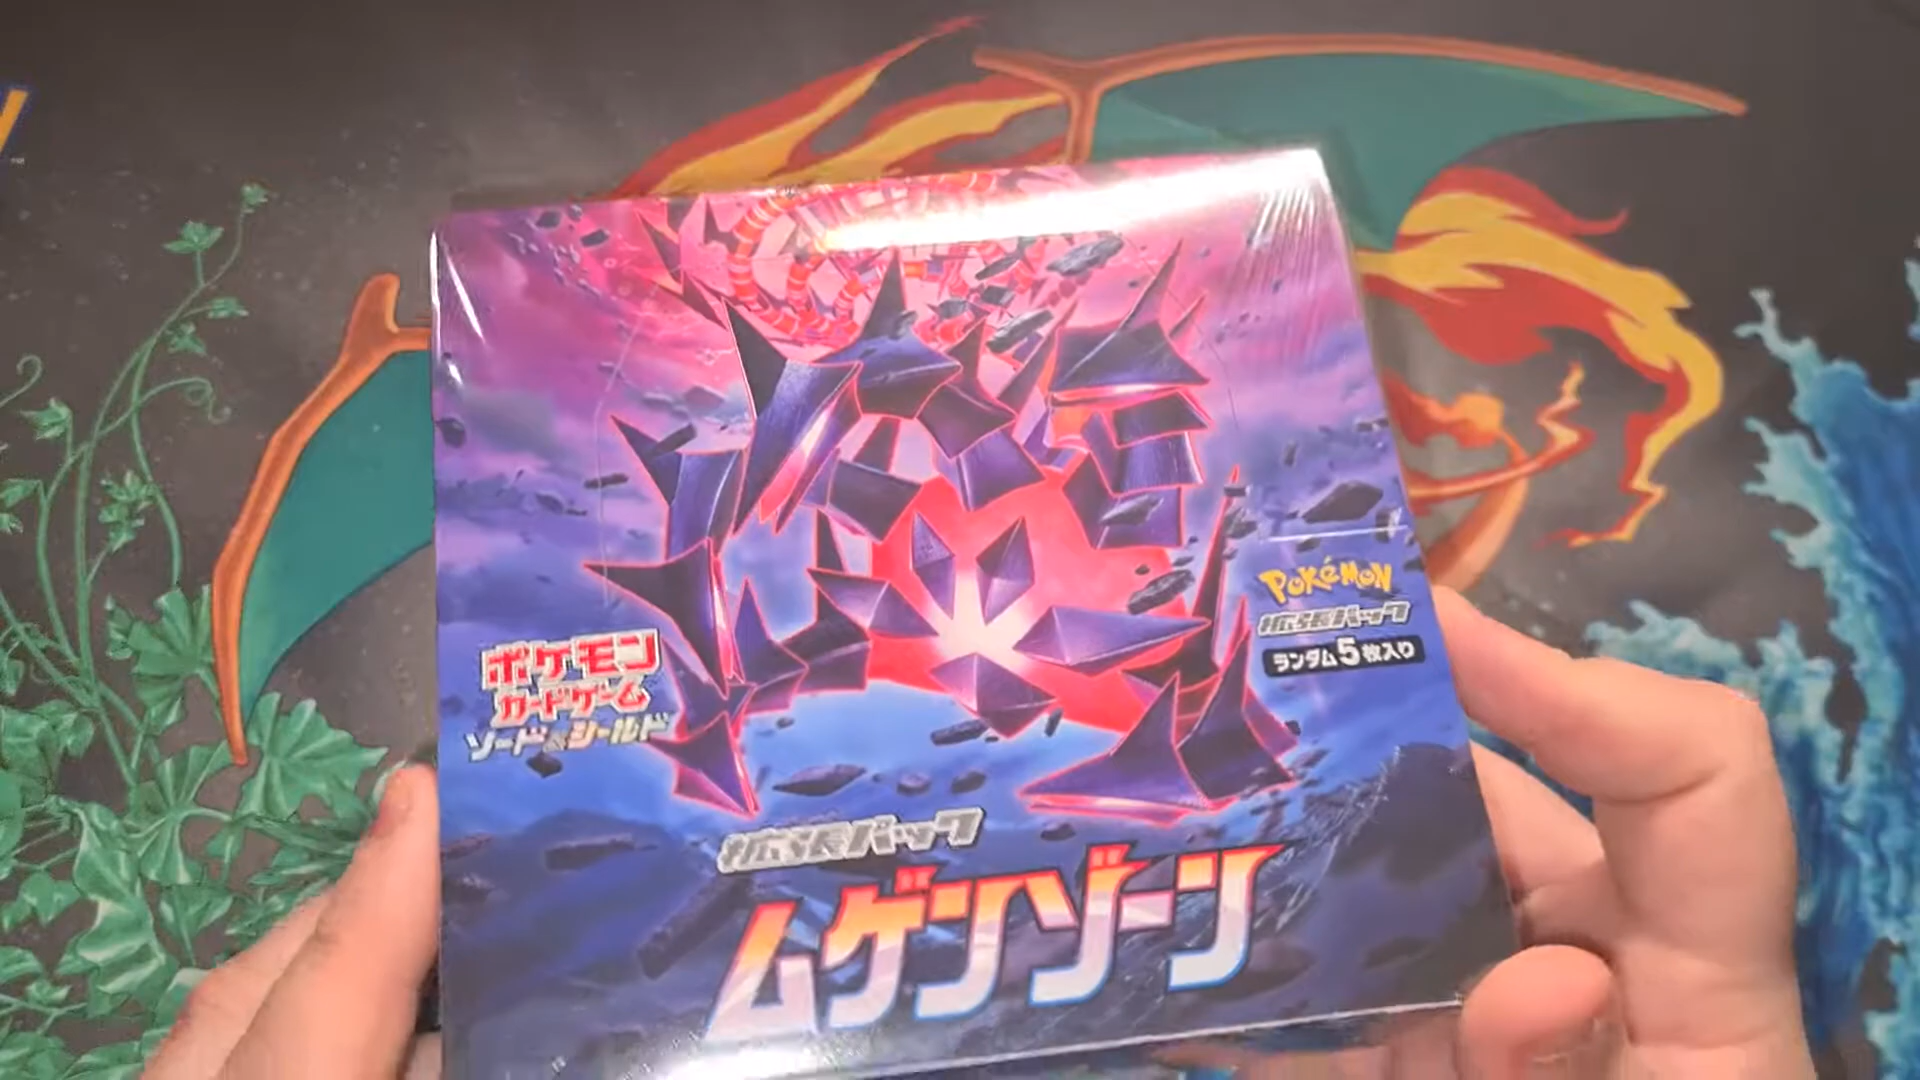 ポケモン
カードゲーム
ソード&シールド
POKéMON
拡張パック
ランダム5枚入り
拡張パック
ムゲンゾーン